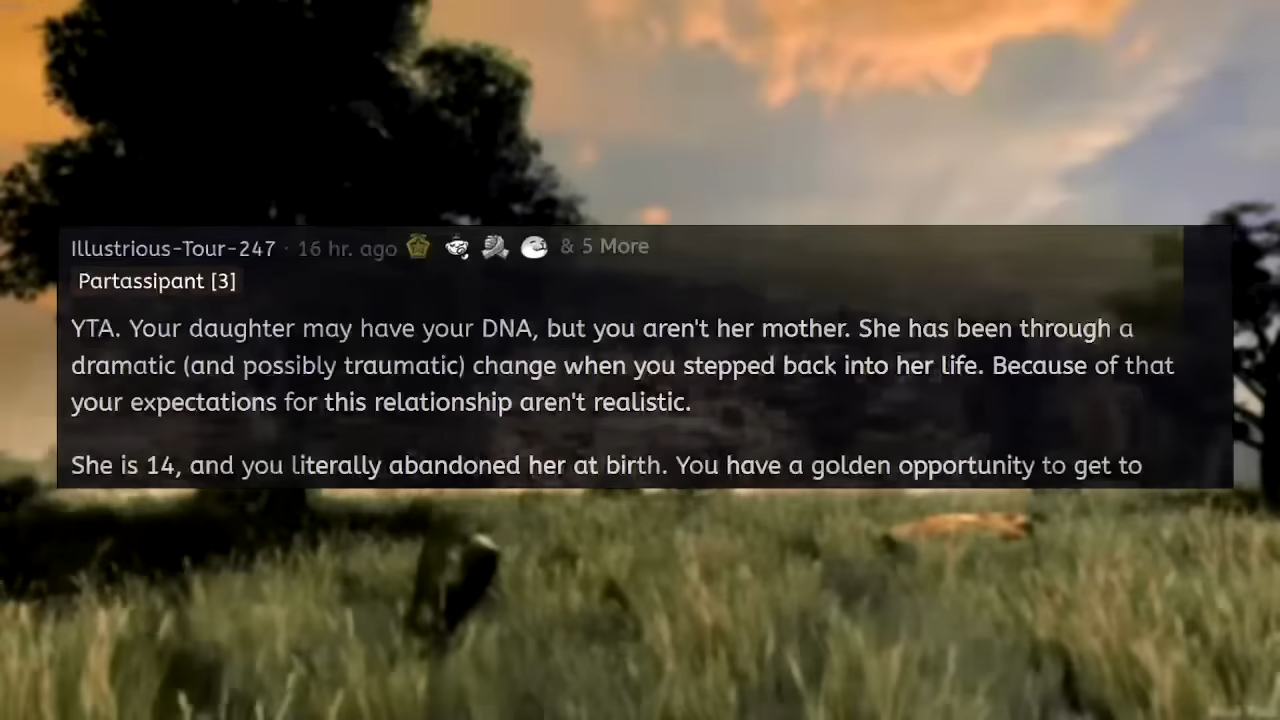 Illustrious-Tour-247 · 16 hr. ago & 5 More
Partassipant [3]
YTA. Your daughter may have your DNA, but you aren't her mother. She has been through a
dramatic (and possibly traumatic) change when you stepped back into her life. Because of that
your expectations for this relationship aren't realistic.
She is 14, and you literally abandoned her at birth. You have a golden opportunity to get to